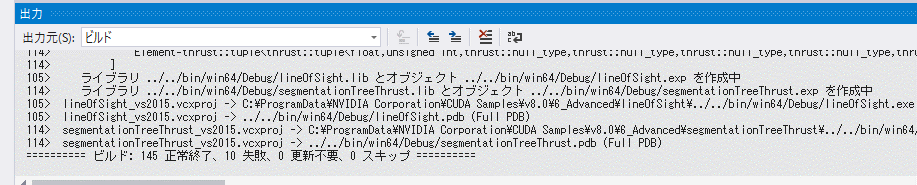 出力
出力元(S): ビルド
114>            Element=thrust::tuple<thrust::tuple<float,unsigned int,thrust::null_type,thrust::null_type,thrust::null_type,thrust::null_type,thrust
114>        ]
105>     ライブラリ ../../bin/win64/Debug/lineOfSight.lib とオブジェクト ../../bin/win64/Debug/lineOfSight.exp を作成中
114>     ライブラリ ../../bin/win64/Debug/segmentationTreeThrust.lib とオブジェクト ../../bin/win64/Debug/segmentationTreeThrust.exp を作成中
105>  lineOfSight_vs2015.vcxproj -> C:¥ProgramData¥NVIDIA Corporation¥CUDA Samples¥v8.0¥6_Advanced¥lineOfSight¥../../bin/win64/Debug/lineOfSight.exe
105>  lineOfSight_vs2015.vcxproj -> ../../bin/win64/Debug/lineOfSight.pdb (Full PDB)
114>  segmentationTreeThrust_vs2015.vcxproj -> C:¥ProgramData¥NVIDIA Corporation¥CUDA Samples¥v8.0¥6_Advanced¥segmentationTreeThrust¥../../bin/win
114>  segmentationTreeThrust_vs2015.vcxproj -> ../../bin/win64/Debug/segmentationTreeThrust.pdb (Full PDB)
========== ビルド: 145 正常終了、10 失敗、0 更新不要、0 スキップ ==========